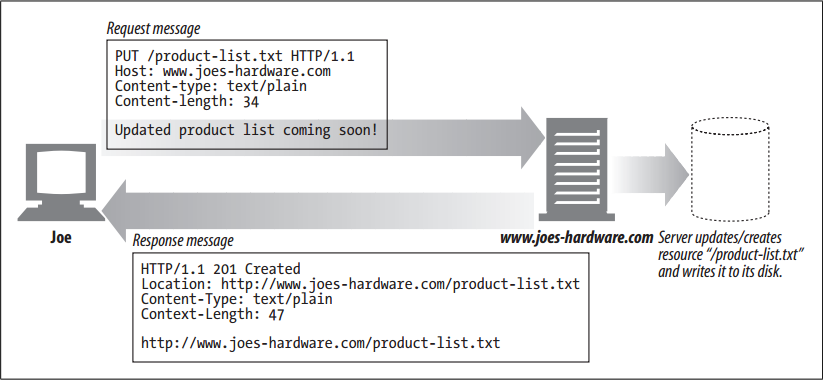 Request message
PUT /product-list.txt HTTP/1.1
Host: www.joes-hardware.com
Content-type: text/plain
Content-length: 34
Updated product list coming soon!
Joe
www.joes-hardware.com
Server updates/creates
resource “/product-list.txt”
and writes it to its disk.
Response message
HTTP/1.1 201 Created
Location: http://www.joes-hardware.com/product-list.txt
Content-Type: text/plain
Context-Length: 47
http://www.joes-hardware.com/product-list.txt